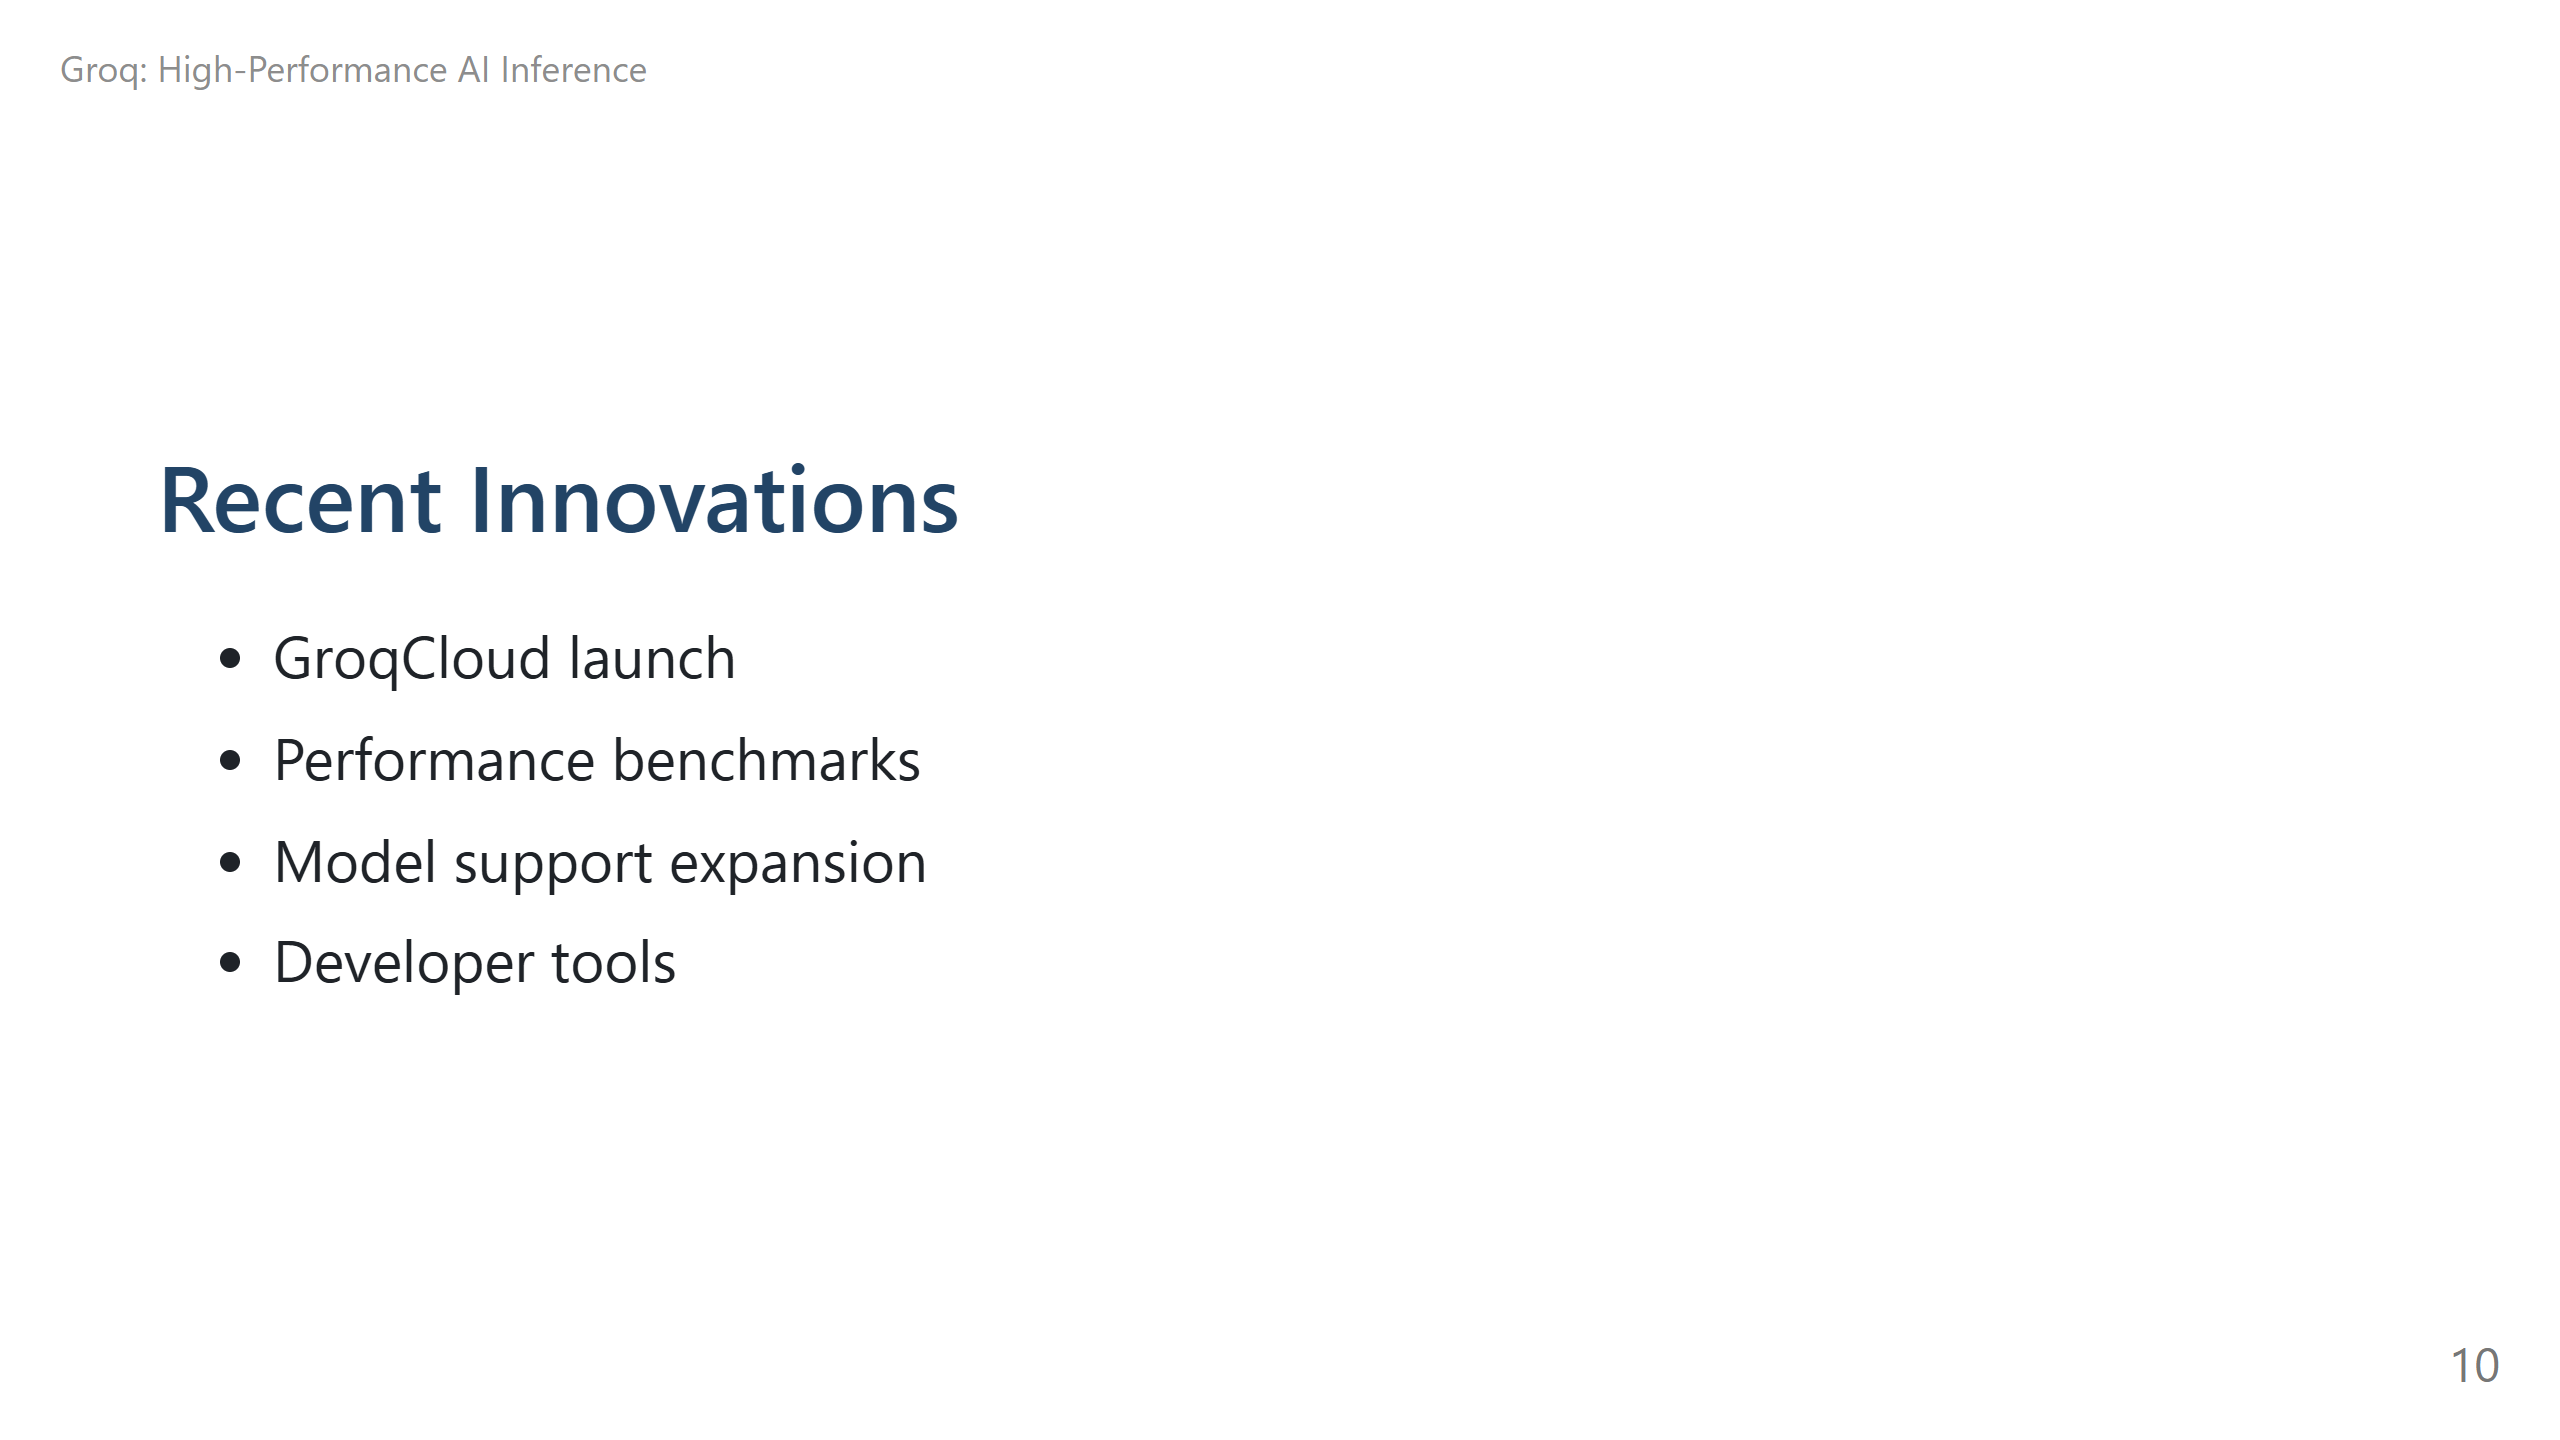 Groq: High-Performance AI Inference
Recent Innovations
• GroqCloud launch
• Performance benchmarks
• Model support expansion
• Developer tools
10